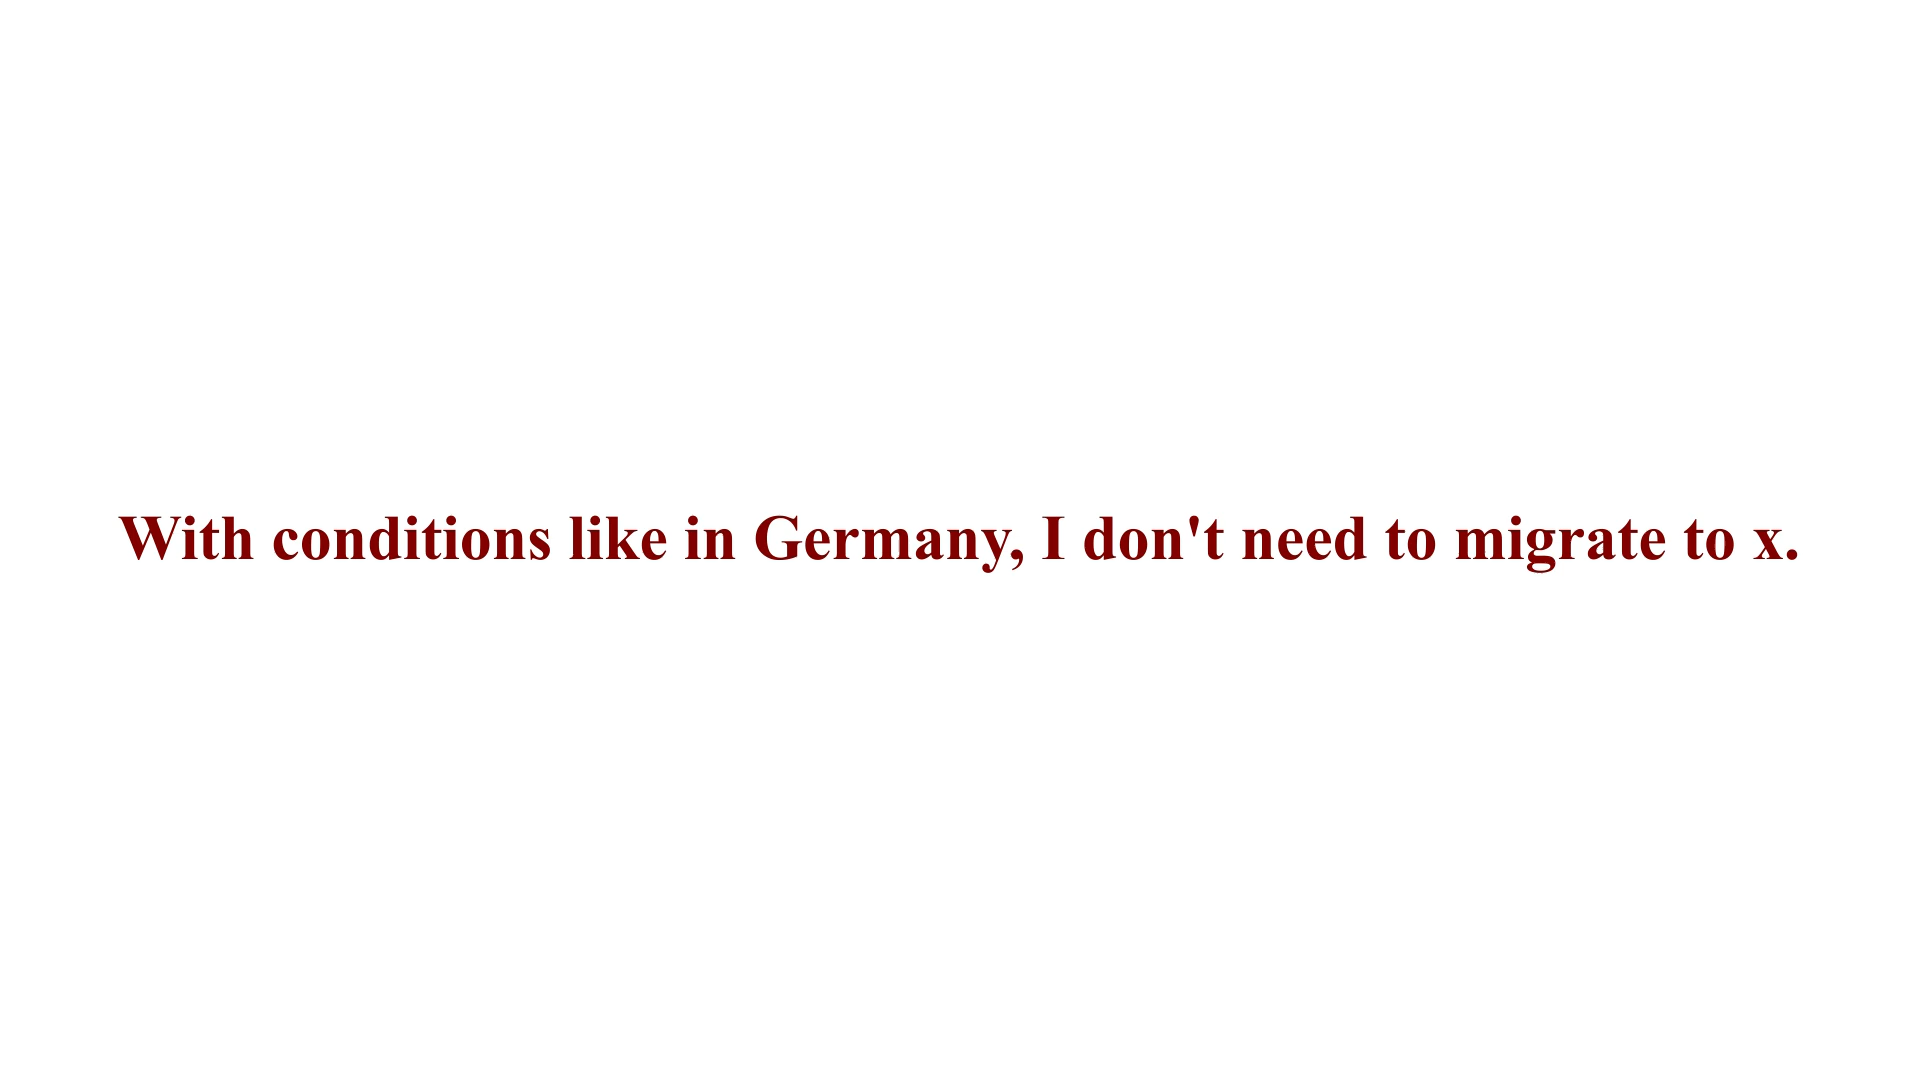 With conditions like in Germany, I don't need to migrate to x.